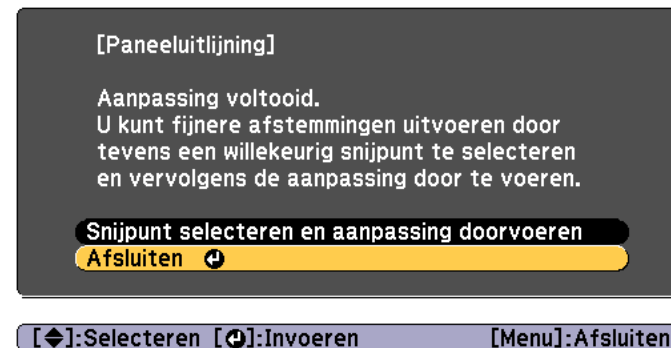 [Paneeluitlijning]
Aanpassing voltooid.
U kunt fijnere afstemmingen uitvoeren door
tevens een willekeurig snijpunt te selecteren
en vervolgens de aanpassing door te voeren.
Snijpunt selecteren en aanpassing doorvoeren
Afsluiten
[◆]:Selecteren [⏎]:Invoeren [Menu]:Afsluiten